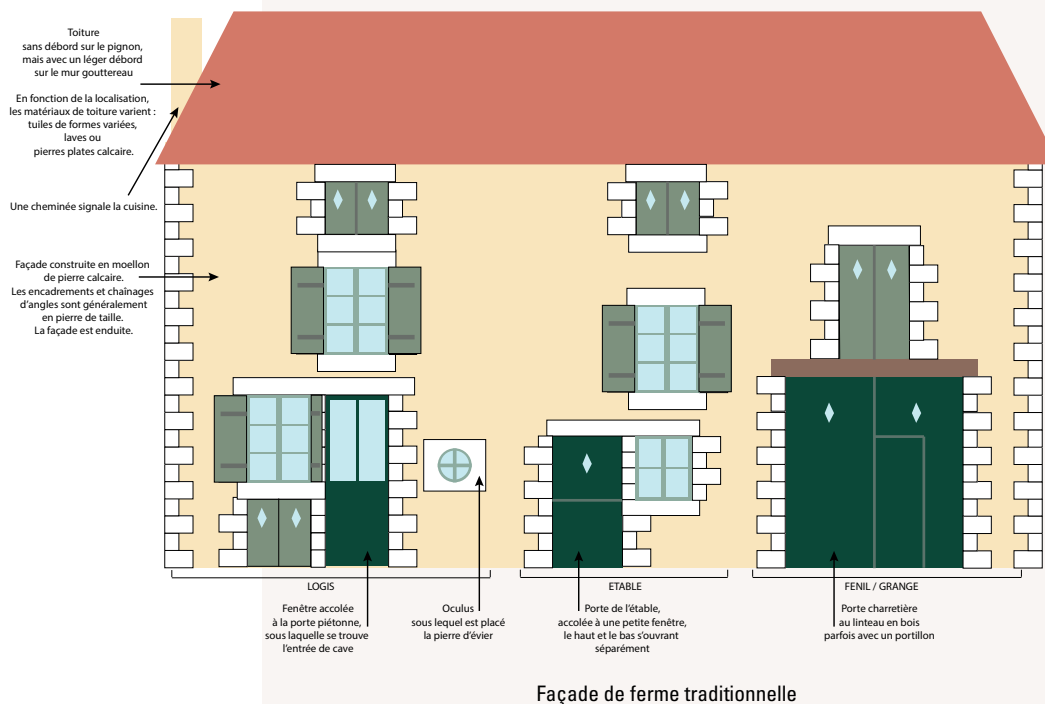 Toiture
sans débord sur le pignon,
mais avec un léger débord
sur le mur gouttereau
En fonction de la localisation,
les matériaux de toiture varient :
tuiles de formes variées,
laves ou
pierres plates calcaire.
Une cheminée signale la cuisine.
Façade construite en moellon
de pierre calcaire.
Les encadrements et chaînages
d'angles sont généralement
en pierre de taille.
La façade est enduite.
LOGIS
ETABLE
FENIL / GRANGE
Fenêtre accolée
à la porte piétonne,
sous laquelle se trouve
l'entrée de cave
Oculus
sous lequel est placé
la pierre d'évier
Porte de l'étable,
accolée à une petite fenêtre,
le haut et le bas s'ouvrant
séparément
Porte charretière
au linteau en bois
parfois avec un portillon
Façade de ferme traditionnelle